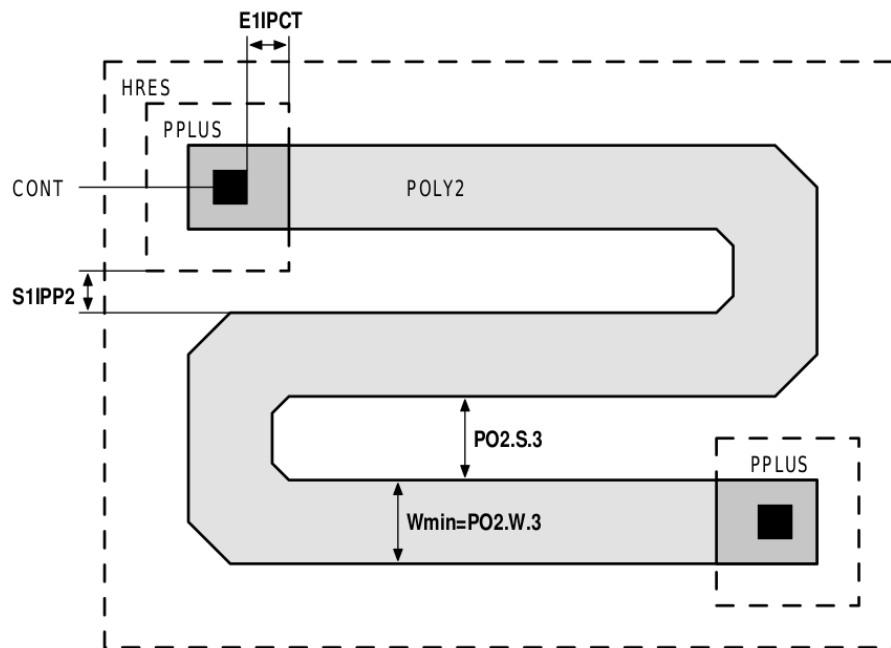 E1IPCT
HRES
PPLUS
CONT
POLY2
S1IPP2
PO2.S.3
PPLUS
Wmin=PO2.W.3